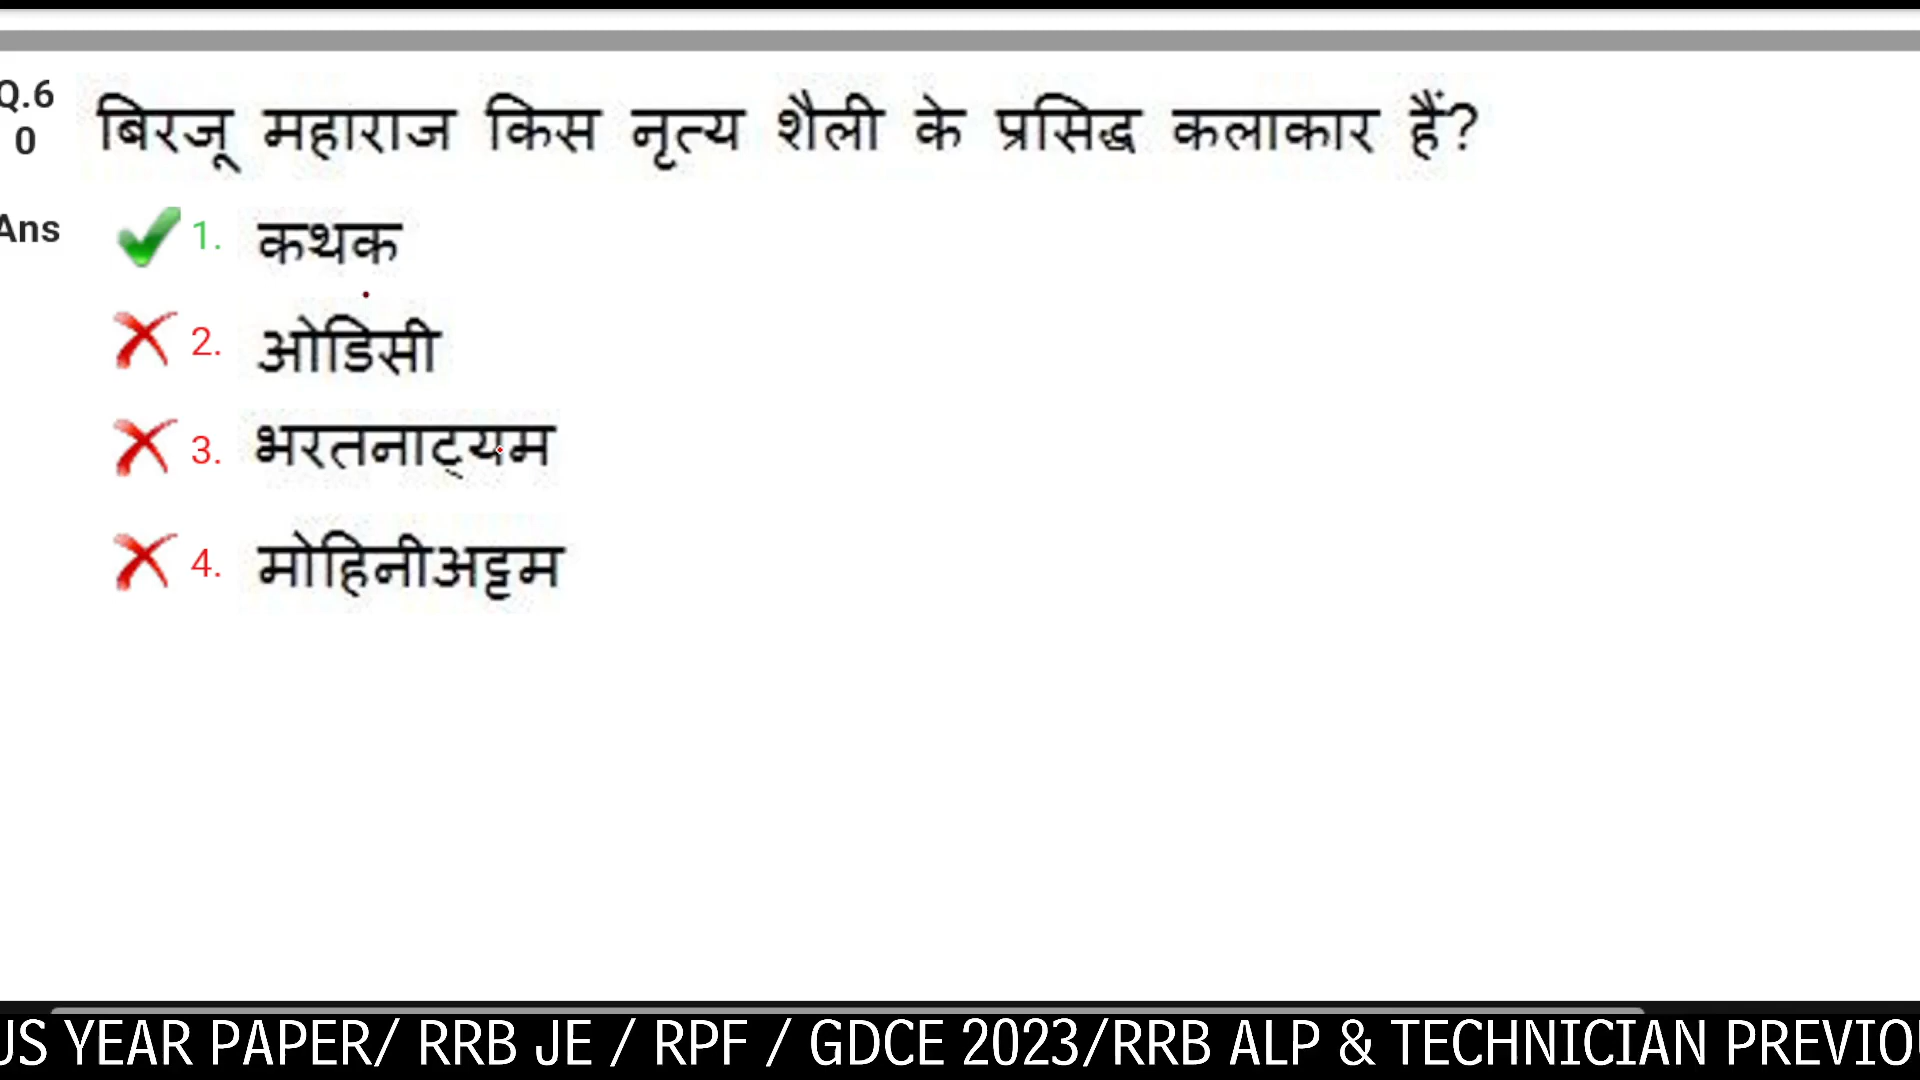 Q.6
0
बिरजू महाराज किस नृत्य शैली के प्रसिद्ध कलाकार हैं?
Ans
1. कथक
2. ओडिसी
3. भरतनाट्यम
4. मोहिनीअट्टम
US YEAR PAPER/ RRB JE / RPF / GDCE 2023/RRB ALP & TECHNICIAN PREVIO